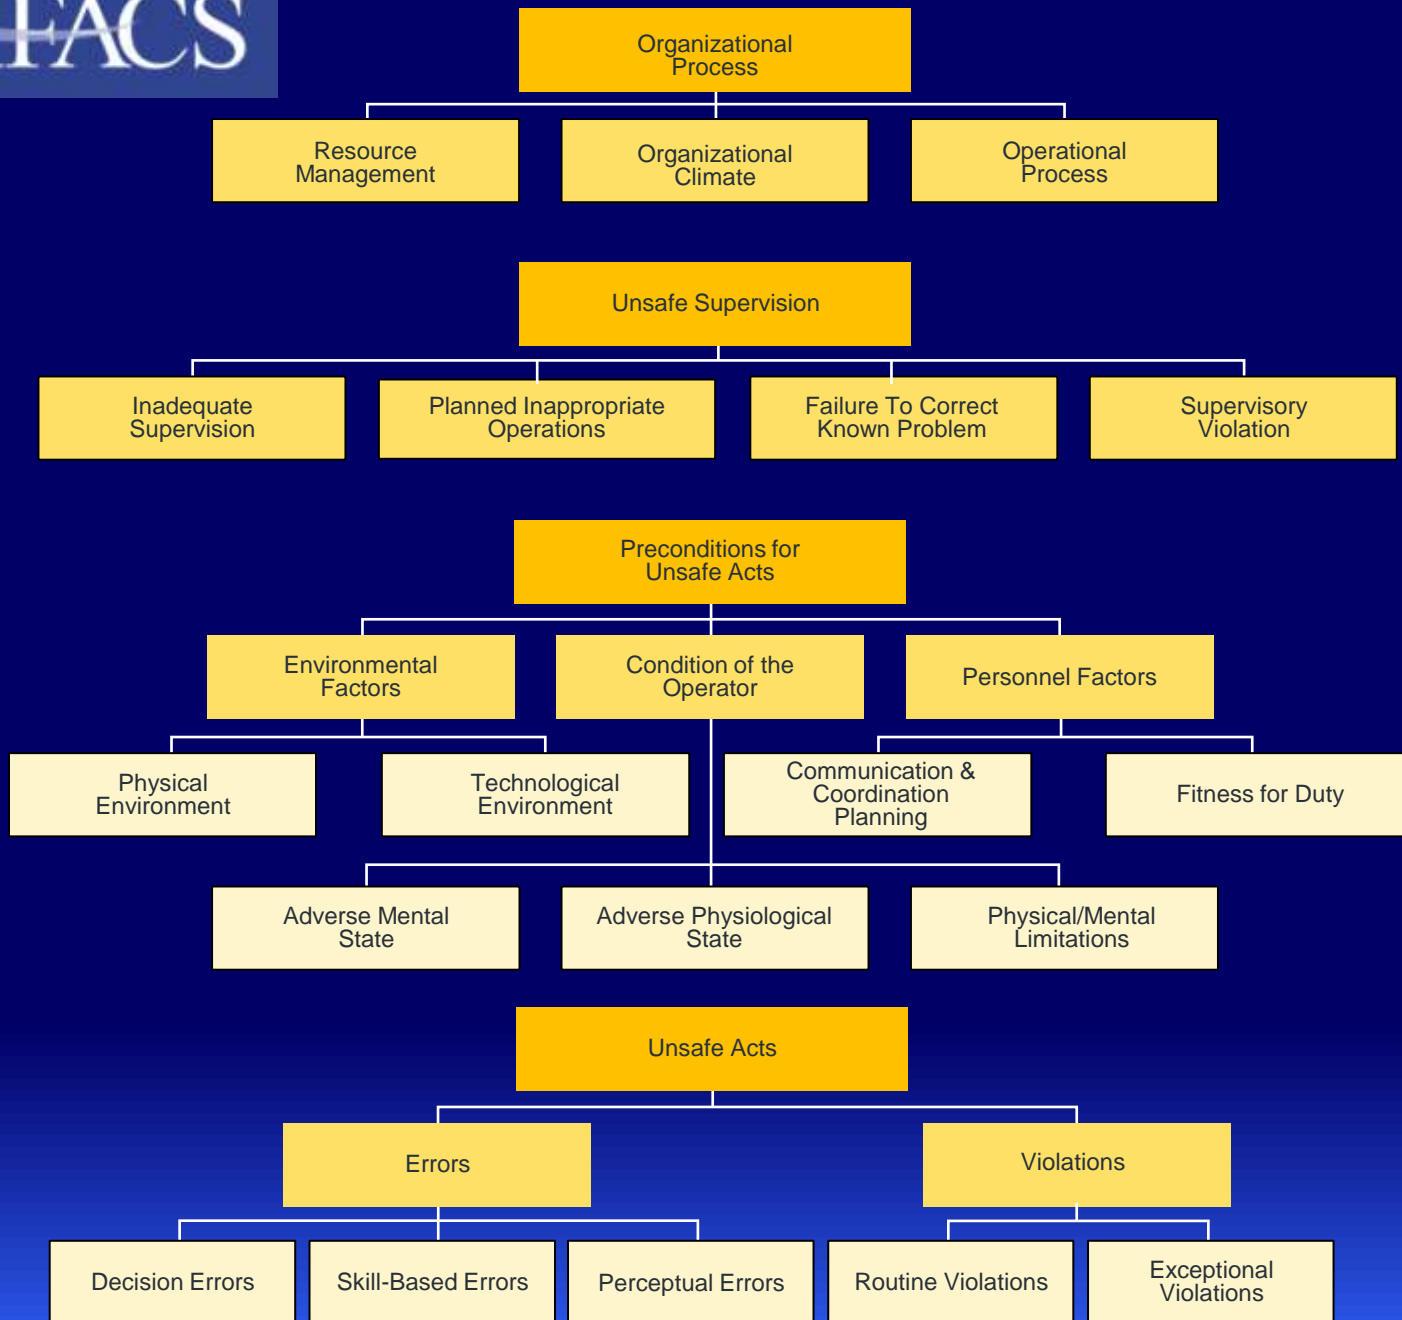 FACS
Organizational
Process
Resource
Management
Organizational
Climate
Operational
Process
Unsafe Supervision
Inadequate
Supervision
Planned Inappropriate
Operations
Failure To Correct
Known Problem
Supervisory
Violation
Preconditions for
Unsafe Acts
Environmental
Factors
Condition of the
Operator
Personnel Factors
Physical
Environment
Technological
Environment
Communication &
Coordination
Planning
Fitness for Duty
Adverse Mental
State
Adverse Physiological
State
Physical/Mental
Limitations
Unsafe Acts
Errors
Violations
Decision Errors
Skill-Based Errors
Perceptual Errors
Routine Violations
Exceptional
Violations